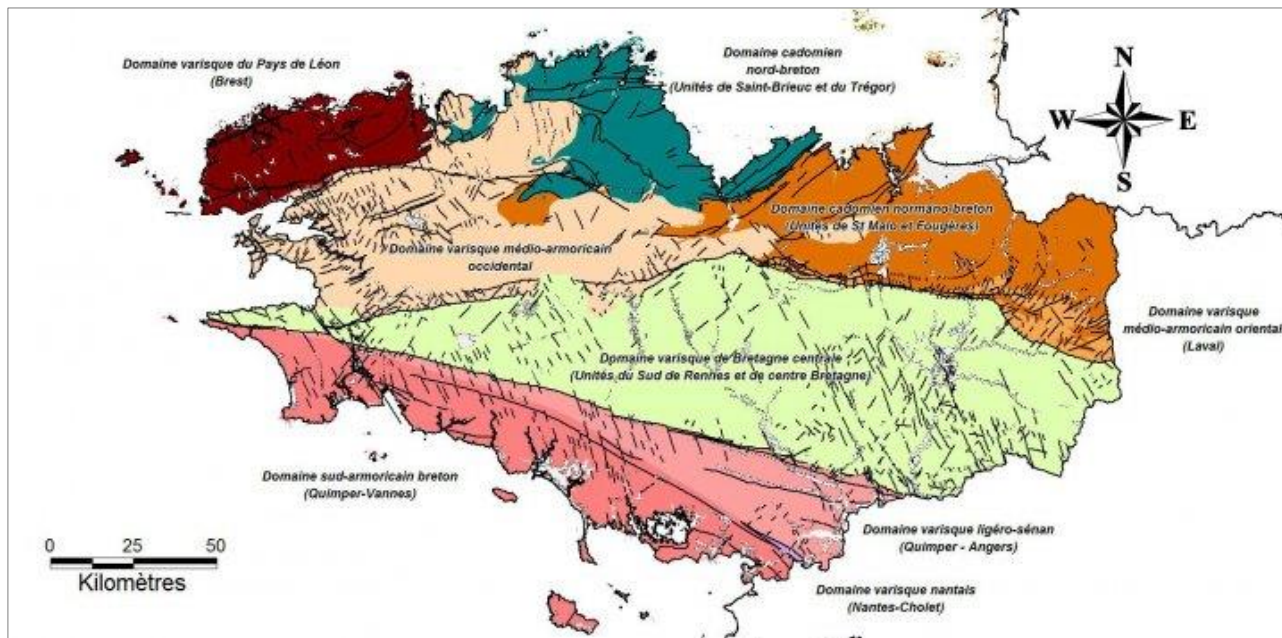 Domaine varisque du Pays de Léon
(Brest)
Domaine cadomien
nord-breton
(Unités de Saint-Brieuc et du Trégor)
N
W
E
S
Domaine cadomien normano-breton
(Unités de St Malo et Fougères)
Domaine varisque médio-armoricain
occidental
Domaine varisque
médio-armoricain oriental
(Laval)
Domaine varisque de Bretagne centrale
(Unités du Sud de Rennes et de centre Bretagne)
Domaine sud-armoricain breton
(Quimper-Vannes)
Domaine varisque ligéro-sénan
(Quimper - Angers)
0 25 50
Kilomètres
Domaine varisque nantais
(Nantes-Cholet)